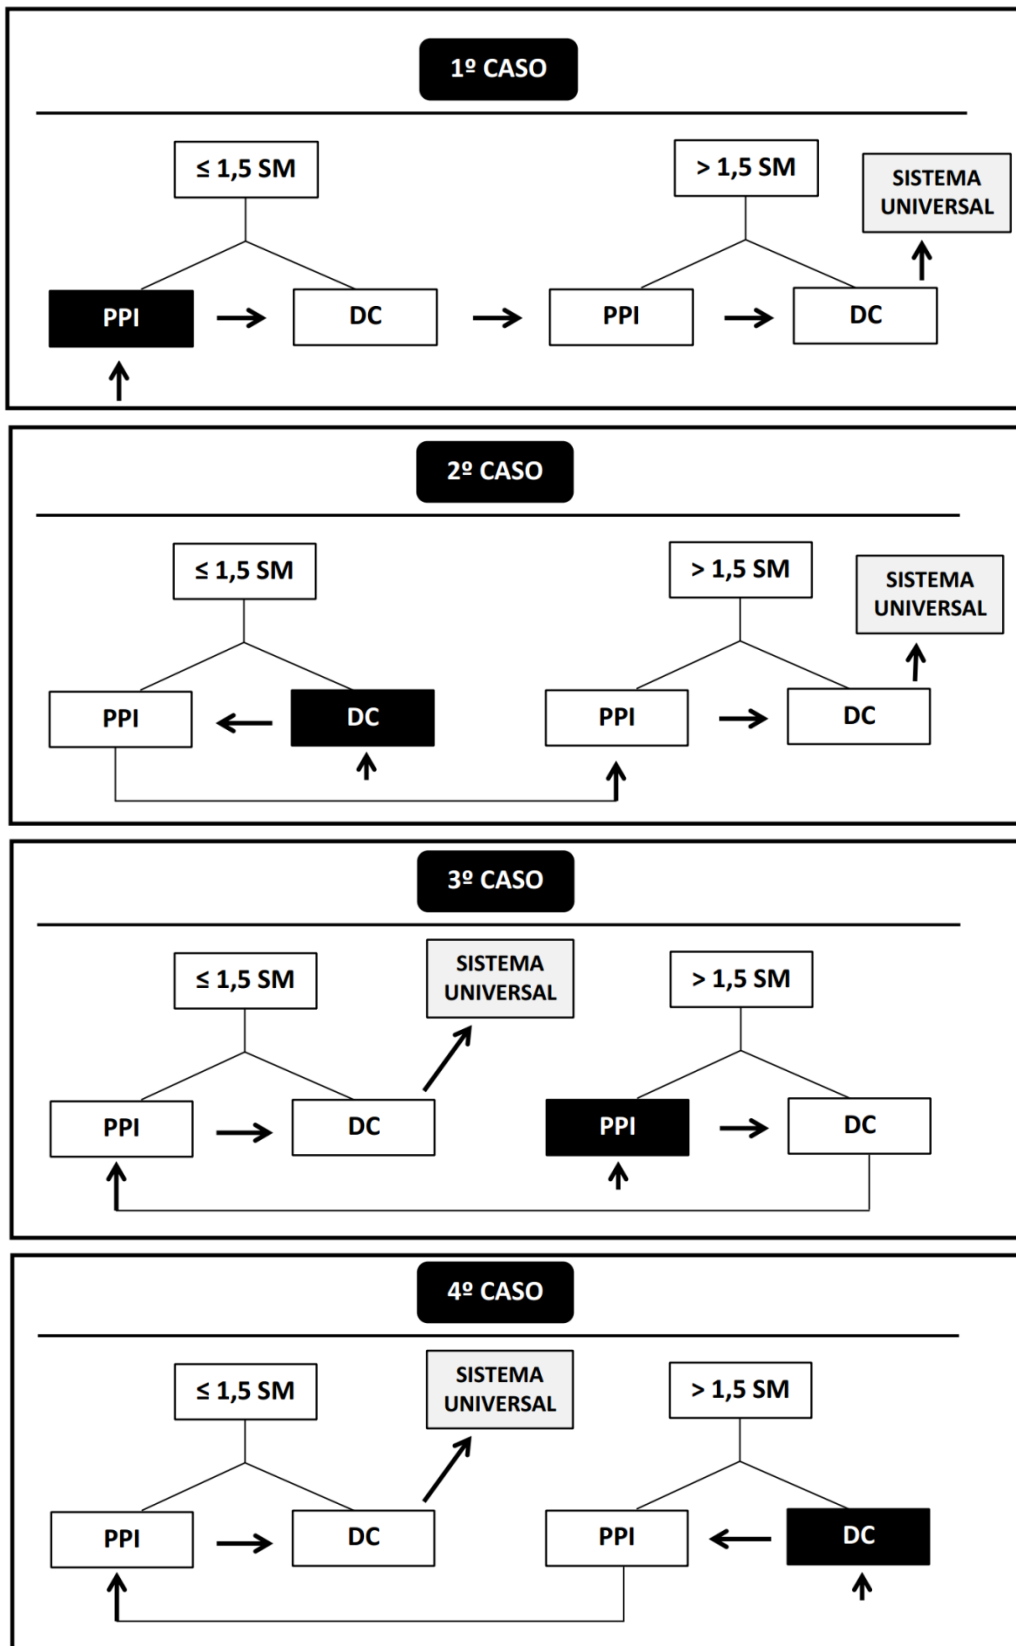 1º CASO
≤ 1,5 SM
> 1,5 SM
SISTEMA
UNIVERSAL
PPI
DC
PPI
DC
2º CASO
≤ 1,5 SM
> 1,5 SM
SISTEMA
UNIVERSAL
PPI
DC
PPI
DC
3º CASO
≤ 1,5 SM
SISTEMA
UNIVERSAL
> 1,5 SM
PPI
DC
PPI
DC
4º CASO
≤ 1,5 SM
SISTEMA
UNIVERSAL
> 1,5 SM
PPI
DC
PPI
DC